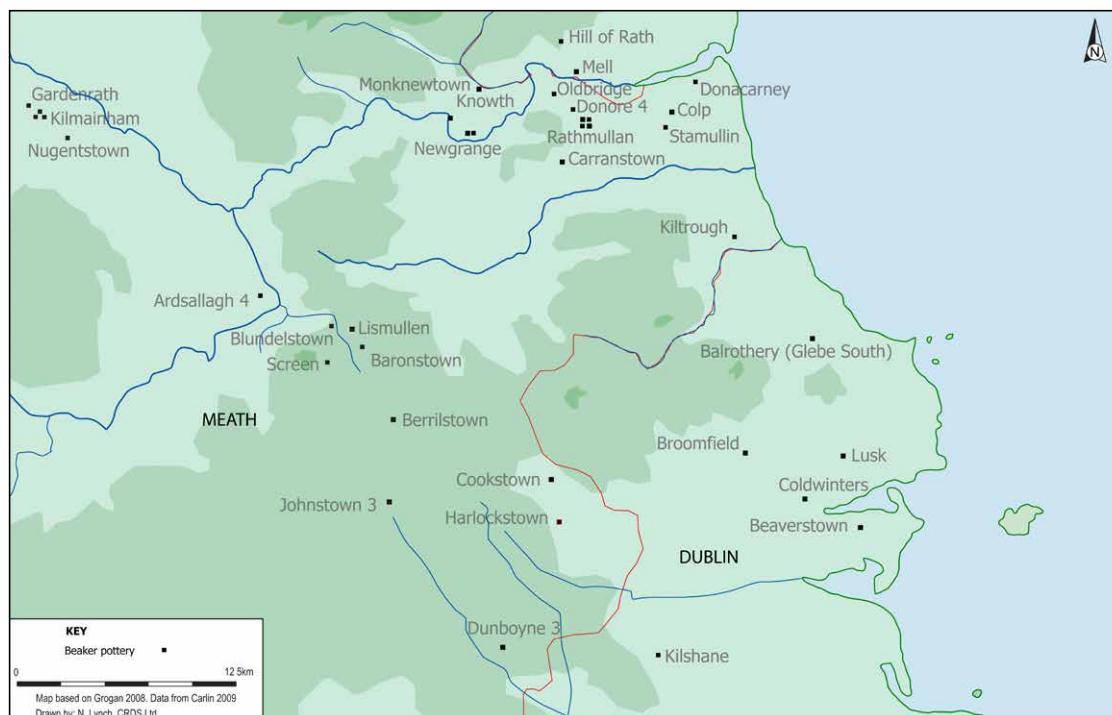 N
Hill of Rath
Mell
Monknewtown
Oldbridge
Donacarney
Gardenrath
Knowth
Donore 4
Colp
Kilmainham
Rathmullan
Stamullin
Nugentstown
Newgrange
Carranstown
Kiltrough
Ardsallagh 4
Blundelstown
Lismullen
Balrothery (Glebe South)
Screen
Baronstown
MEATH
Berrilstown
Broomfield
Lusk
Cookstown
Coldwinters
Johnstown 3
Harlockstown
Beaverstown
DUBLIN
Dunboyne 3
Kilshane
KEY
Beaker pottery
0 12.5km
Map based on Grogan 2008. Data from Carlin 2009
Drawn by: N. Lynch, CRDS Ltd